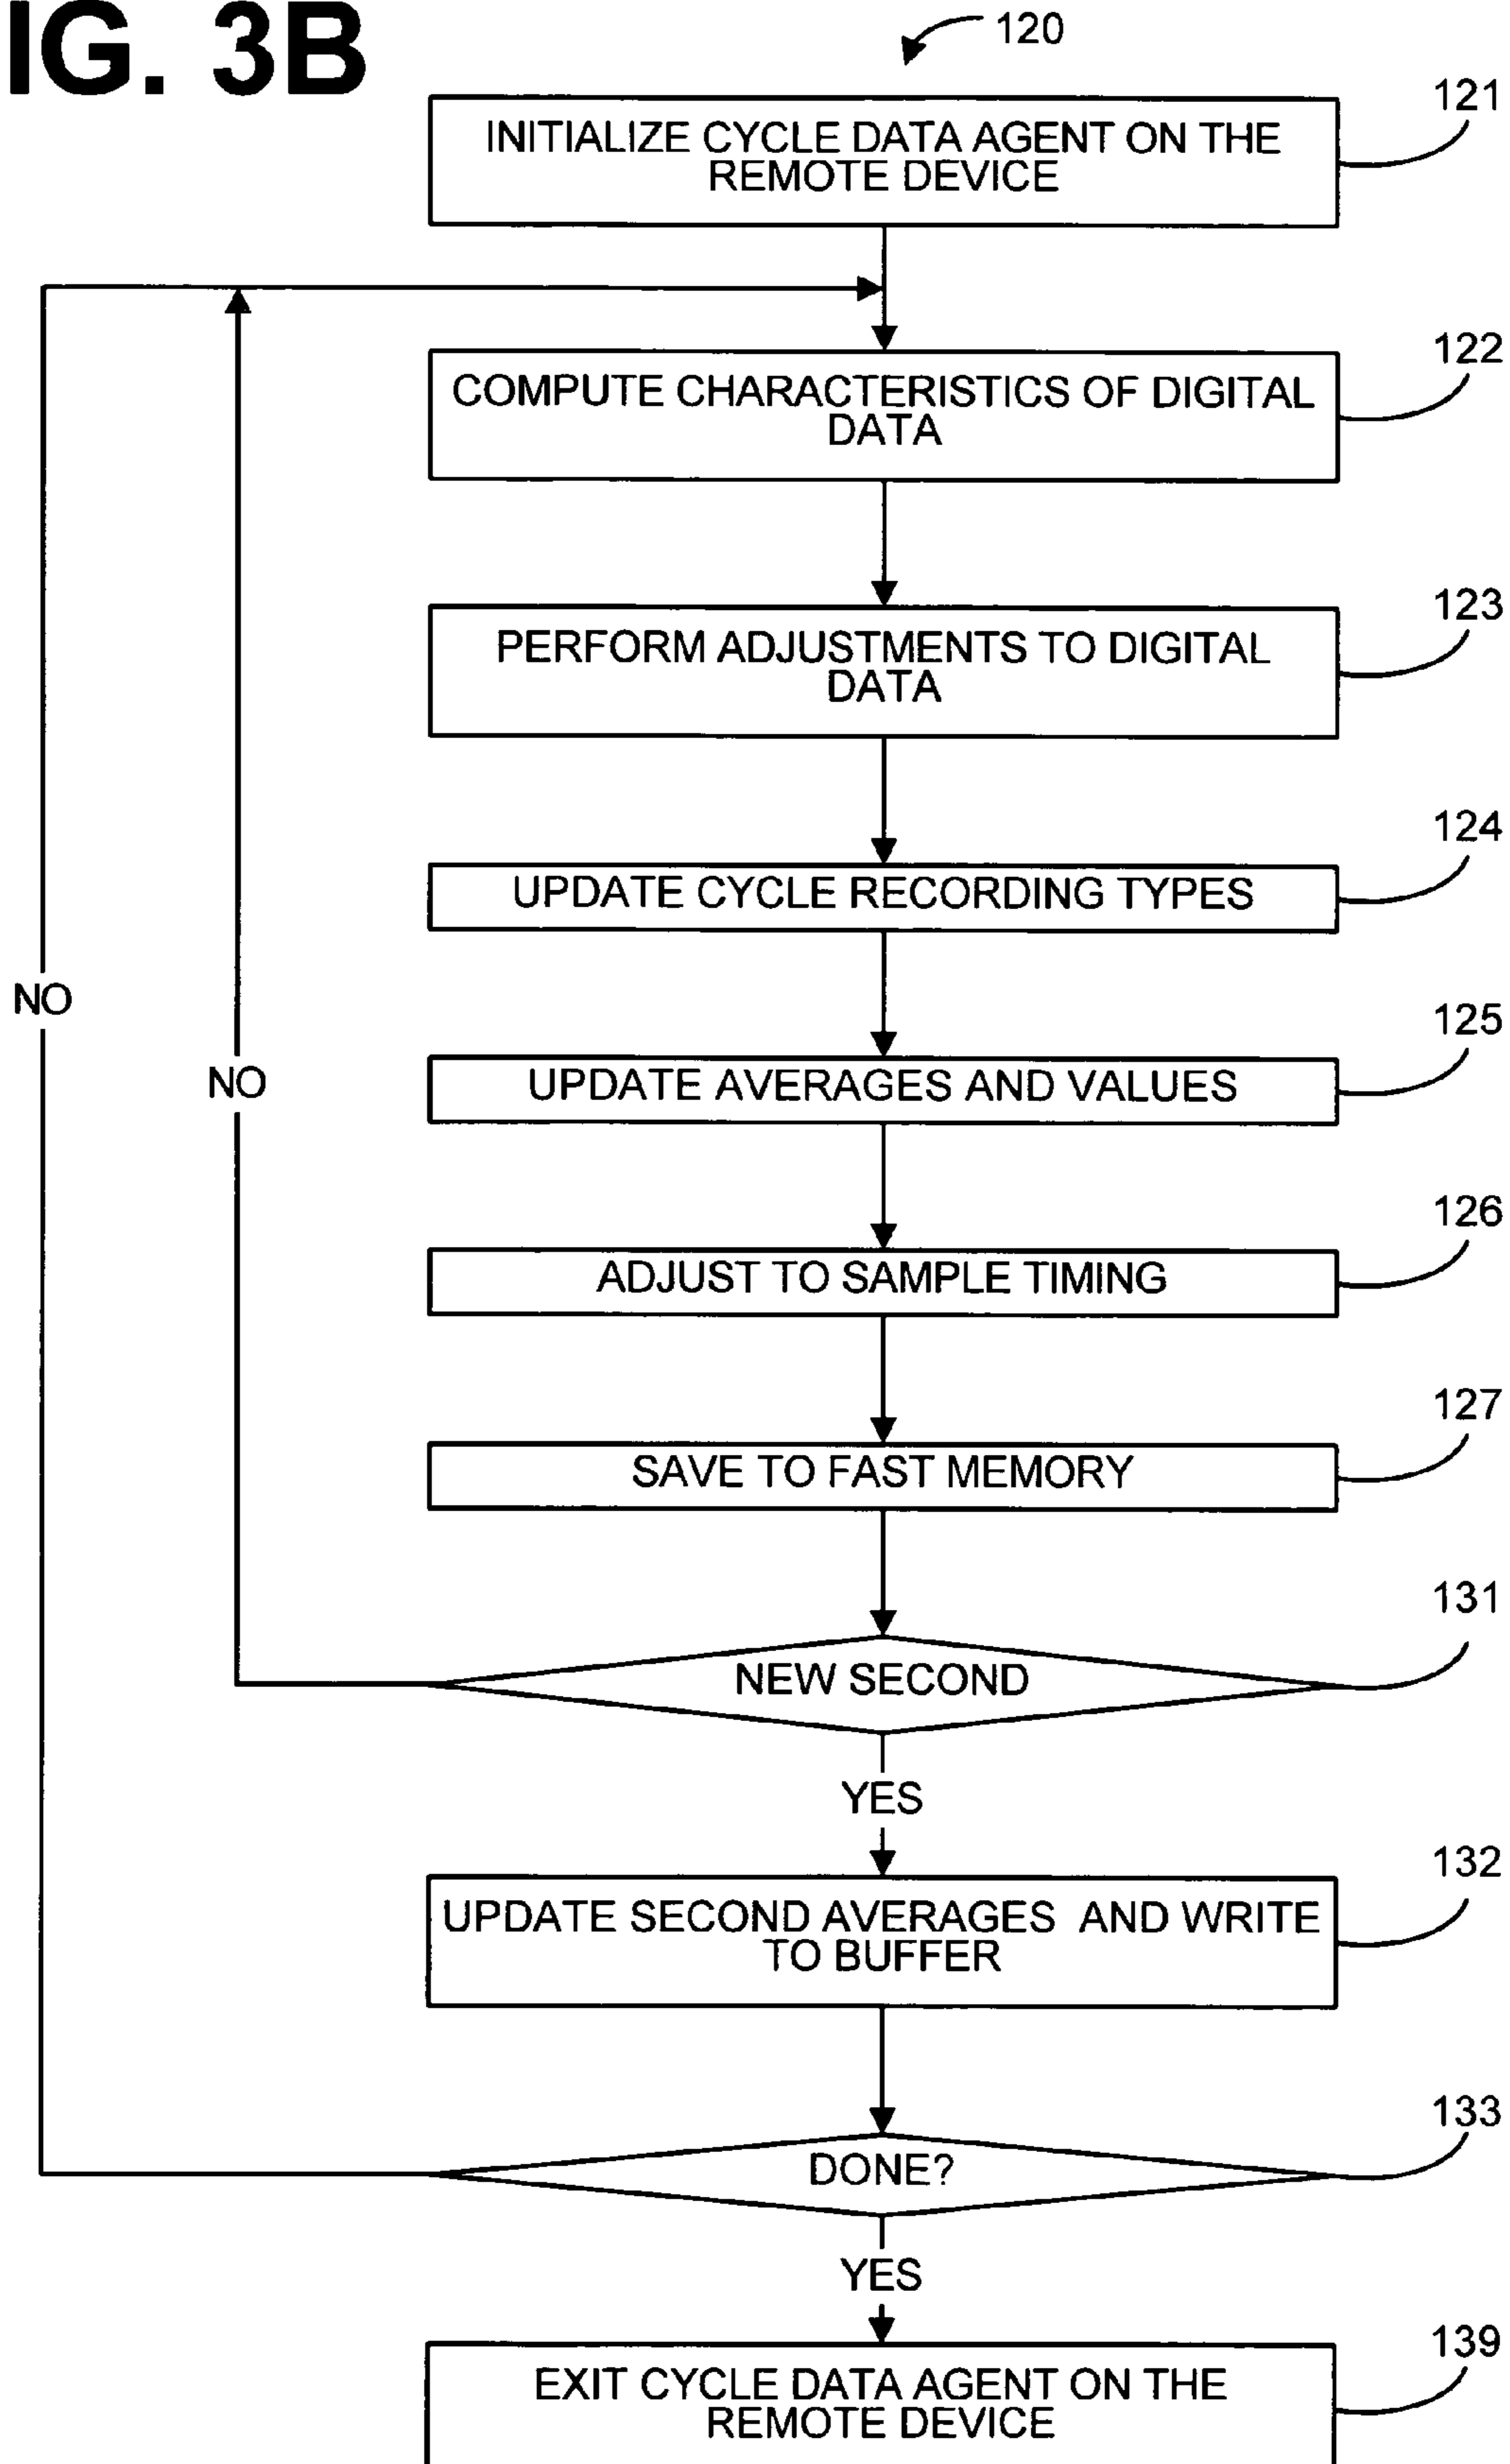 IG. 3B
120
121
INITIALIZE CYCLE DATA AGENT ON THE
REMOTE DEVICE
122
COMPUTE CHARACTERISTICS OF DIGITAL
DATA
123
PERFORM ADJUSTMENTS TO DIGITAL
DATA
124
UPDATE CYCLE RECORDING TYPES
NO
125
UPDATE AVERAGES AND VALUES
NO
126
ADJUST TO SAMPLE TIMING
127
SAVE TO FAST MEMORY
131
NEW SECOND
YES
132
UPDATE SECOND AVERAGES AND WRITE
TO BUFFER
133
DONE?
YES
139
EXIT CYCLE DATA AGENT ON THE
REMOTE DEVICE